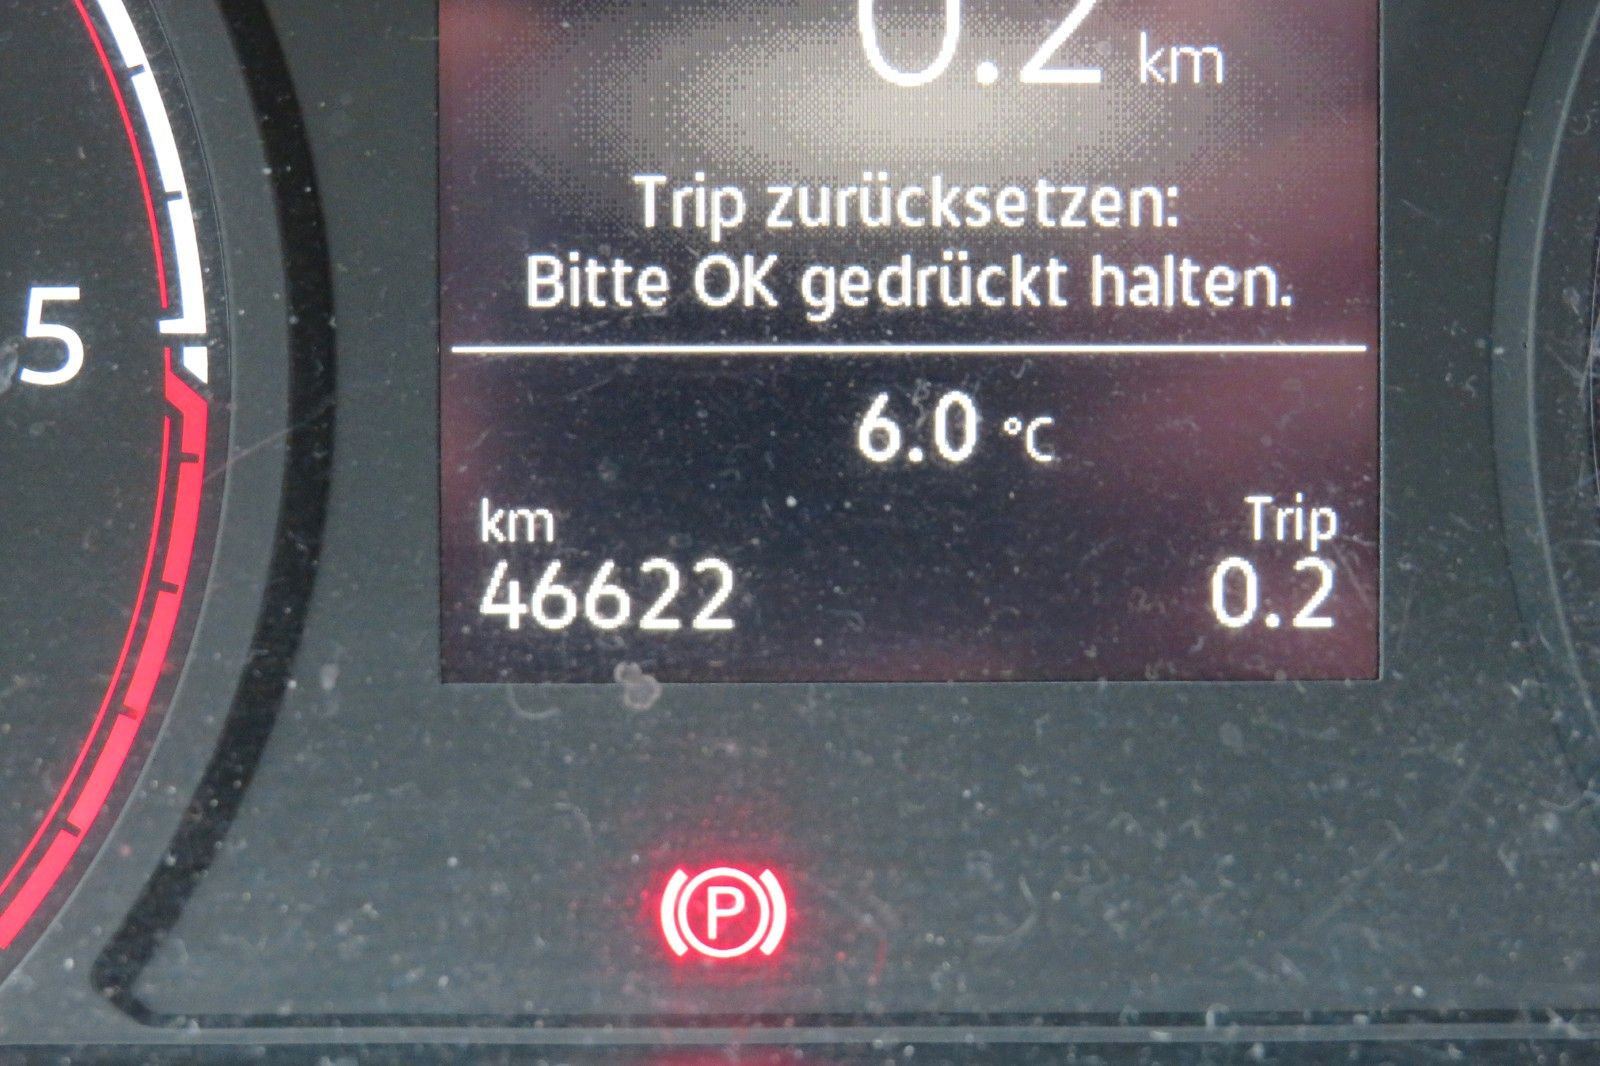 0.2 km
Trip zurücksetzen:
Bitte OK gedrückt halten.
5
6.0 °C
km
Trip
46622
0.2
P